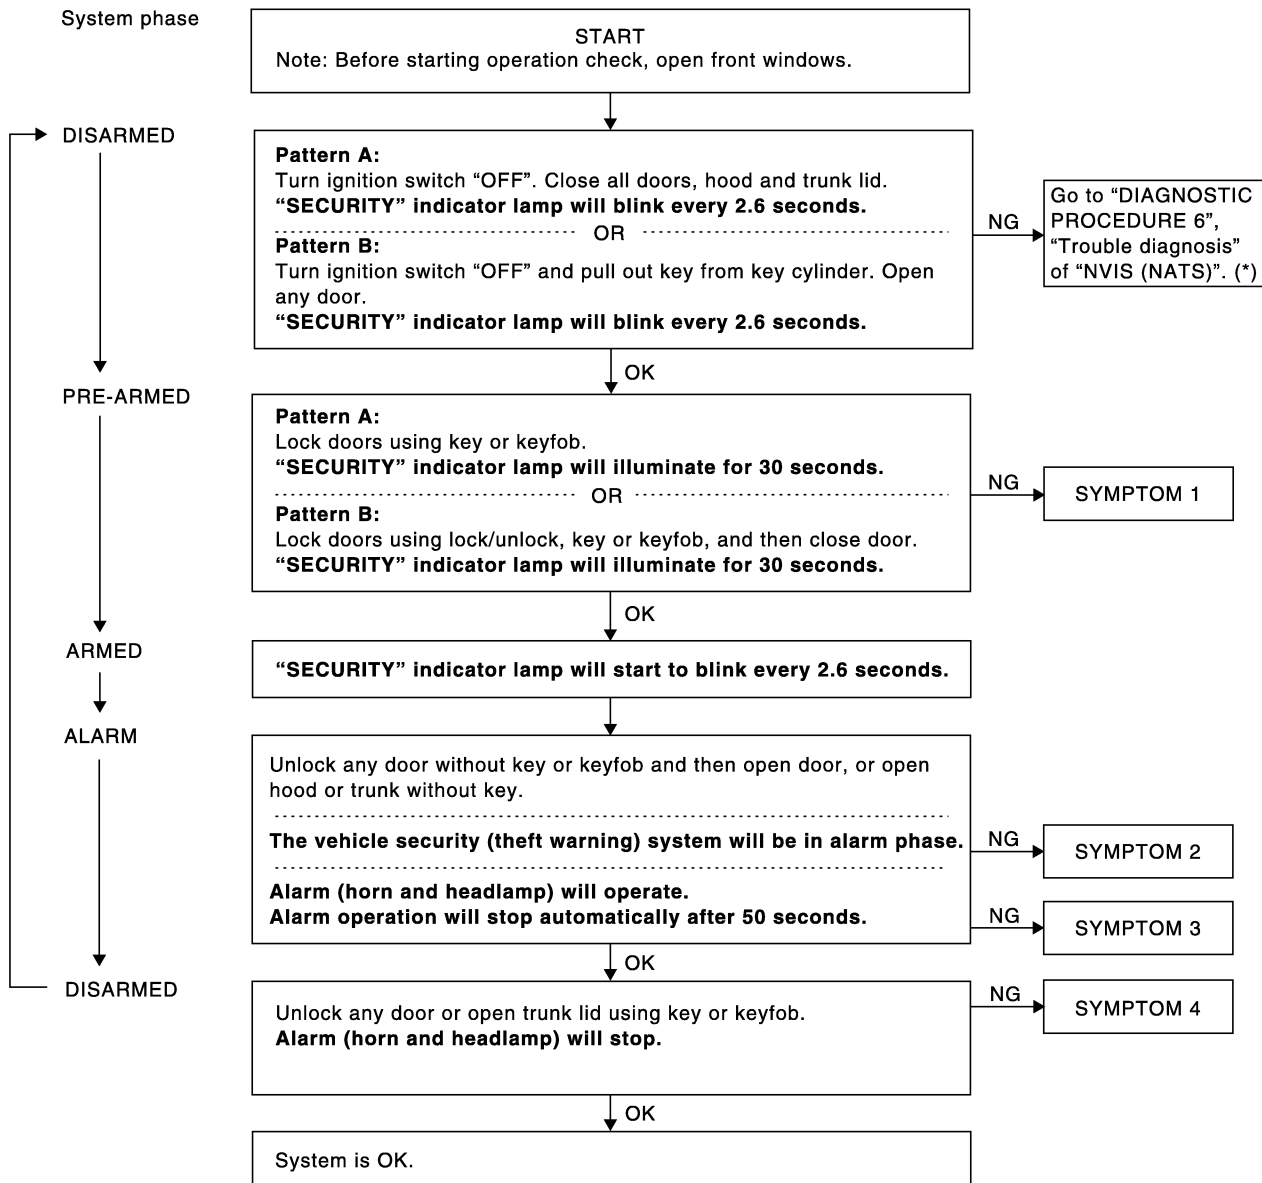 System phase
START
Note: Before starting operation check, open front windows.
DISARMED
Pattern A:
Turn ignition switch “OFF”. Close all doors, hood and trunk lid.
“SECURITY” indicator lamp will blink every 2.6 seconds.
OR
Pattern B:
Turn ignition switch “OFF” and pull out key from key cylinder. Open
any door.
“SECURITY” indicator lamp will blink every 2.6 seconds.
NG
Go to “DIAGNOSTIC
PROCEDURE 6”,
“Trouble diagnosis”
of “NVIS (NATS)”. (*)
OK
PRE-ARMED
Pattern A:
Lock doors using key or keyfob.
“SECURITY” indicator lamp will illuminate for 30 seconds.
OR
Pattern B:
Lock doors using lock/unlock, key or keyfob, and then close door.
“SECURITY” indicator lamp will illuminate for 30 seconds.
NG
SYMPTOM 1
OK
ARMED
“SECURITY” indicator lamp will start to blink every 2.6 seconds.
ALARM
Unlock any door without key or keyfob and then open door, or open
hood or trunk without key.
The vehicle security (theft warning) system will be in alarm phase.
NG
SYMPTOM 2
Alarm (horn and headlamp) will operate.
Alarm operation will stop automatically after 50 seconds.
NG
SYMPTOM 3
OK
DISARMED
Unlock any door or open trunk lid using key or keyfob.
Alarm (horn and headlamp) will stop.
NG
SYMPTOM 4
OK
System is OK.